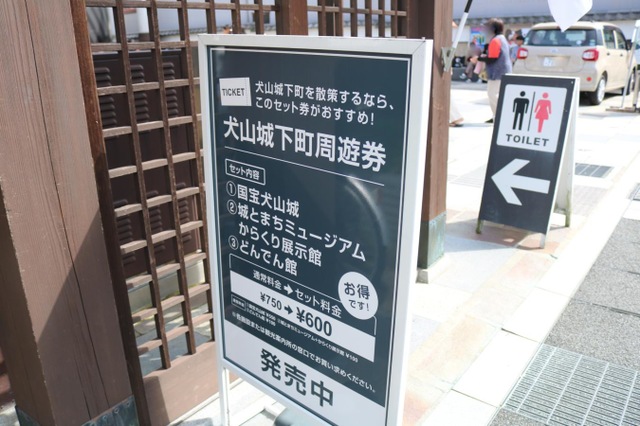 TICKET
犬山城下町を散策するなら、
このセット券がおすすめ!
犬山城下町周遊券
セット内容
①国宝犬山城
②城とまちミュージアム
からくり展示館
③どんでん館
通常料金→セット料金
¥750→¥600
お得
です!
発売中
TOILET